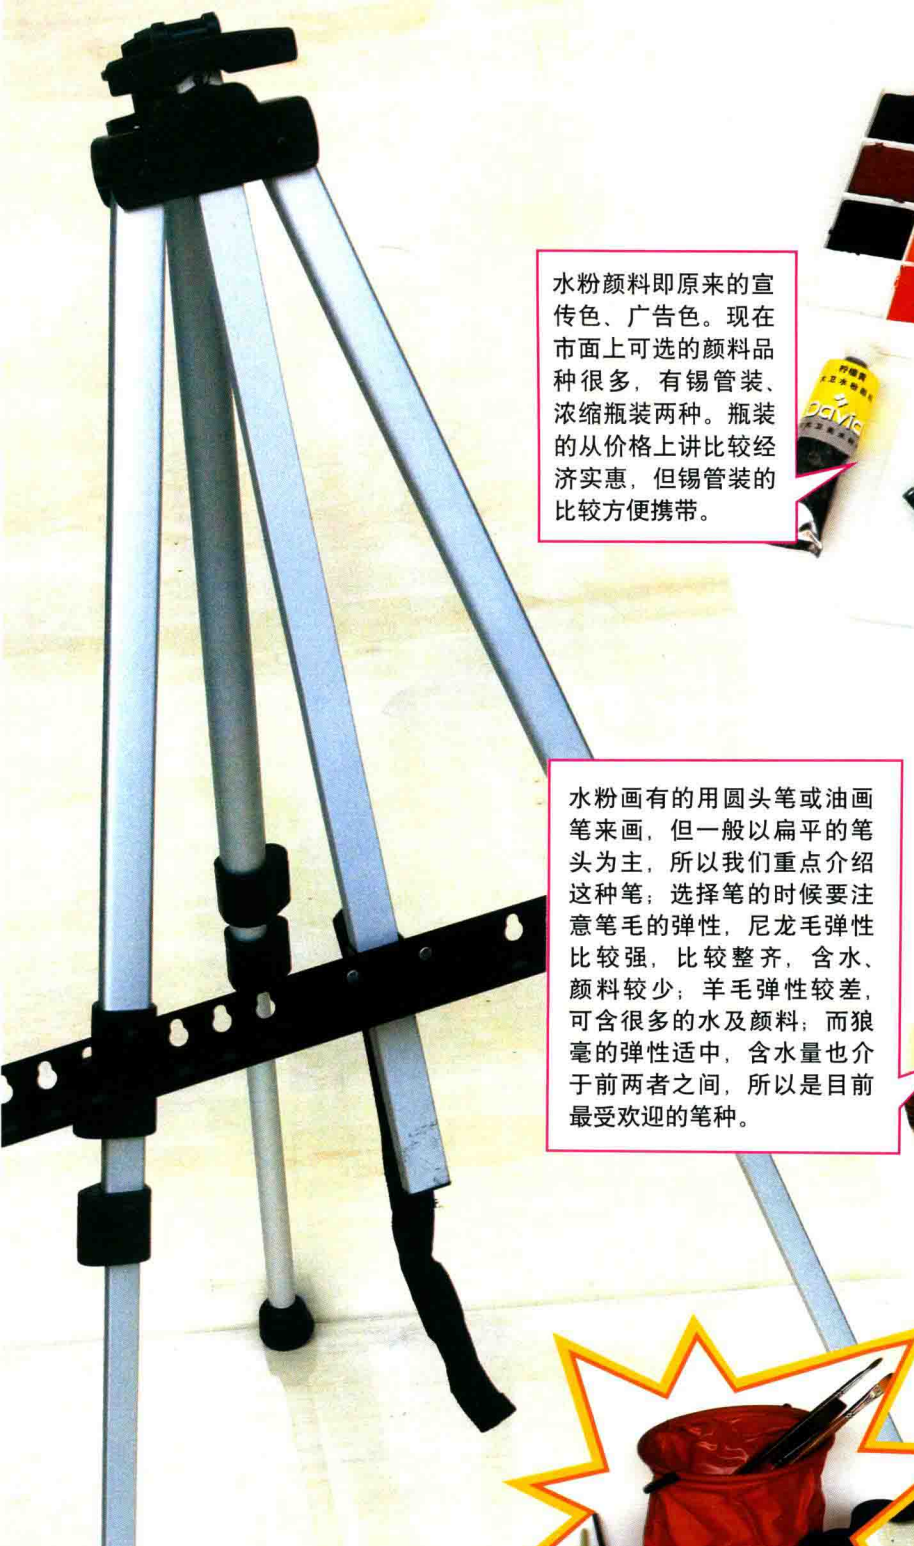 水粉颜料即原来的宣
传色、广告色。现在
市面上可选的颜料品
种很多，有锡管装、
浓缩瓶装两种。瓶装
的从价格上讲比较经
济实惠，但锡管装的
比较方便携带。
柠檬黄
水粉画有的用圆头笔或油画
笔来画，但一般以扁平的笔
头为主，所以我们重点介绍
这种笔；选择笔的时候要注
意笔毛的弹性，尼龙毛弹性
比较强，比较整齐，含水、
颜料较少；羊毛弹性较差，
可含很多的水及颜料；而狼
毫的弹性适中，含水量也介
于前两者之间，所以是目前
最受欢迎的笔种。